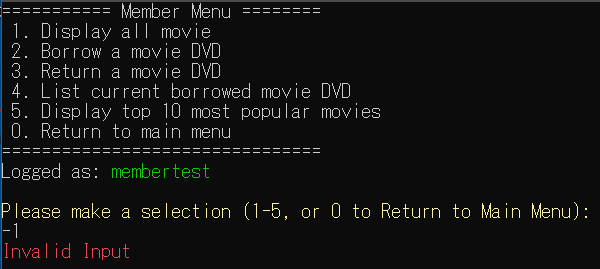 =========== Member Menu ========
1. Display all movie
2. Borrow a movie DVD
3. Return a movie DVD
4. List current borrowed movie DVD
5. Display top 10 most popular movies
0. Return to main menu
================================
Logged as: membertest
Please make a selection (1-5, or 0 to Return to Main Menu):
-1
Invalid Input